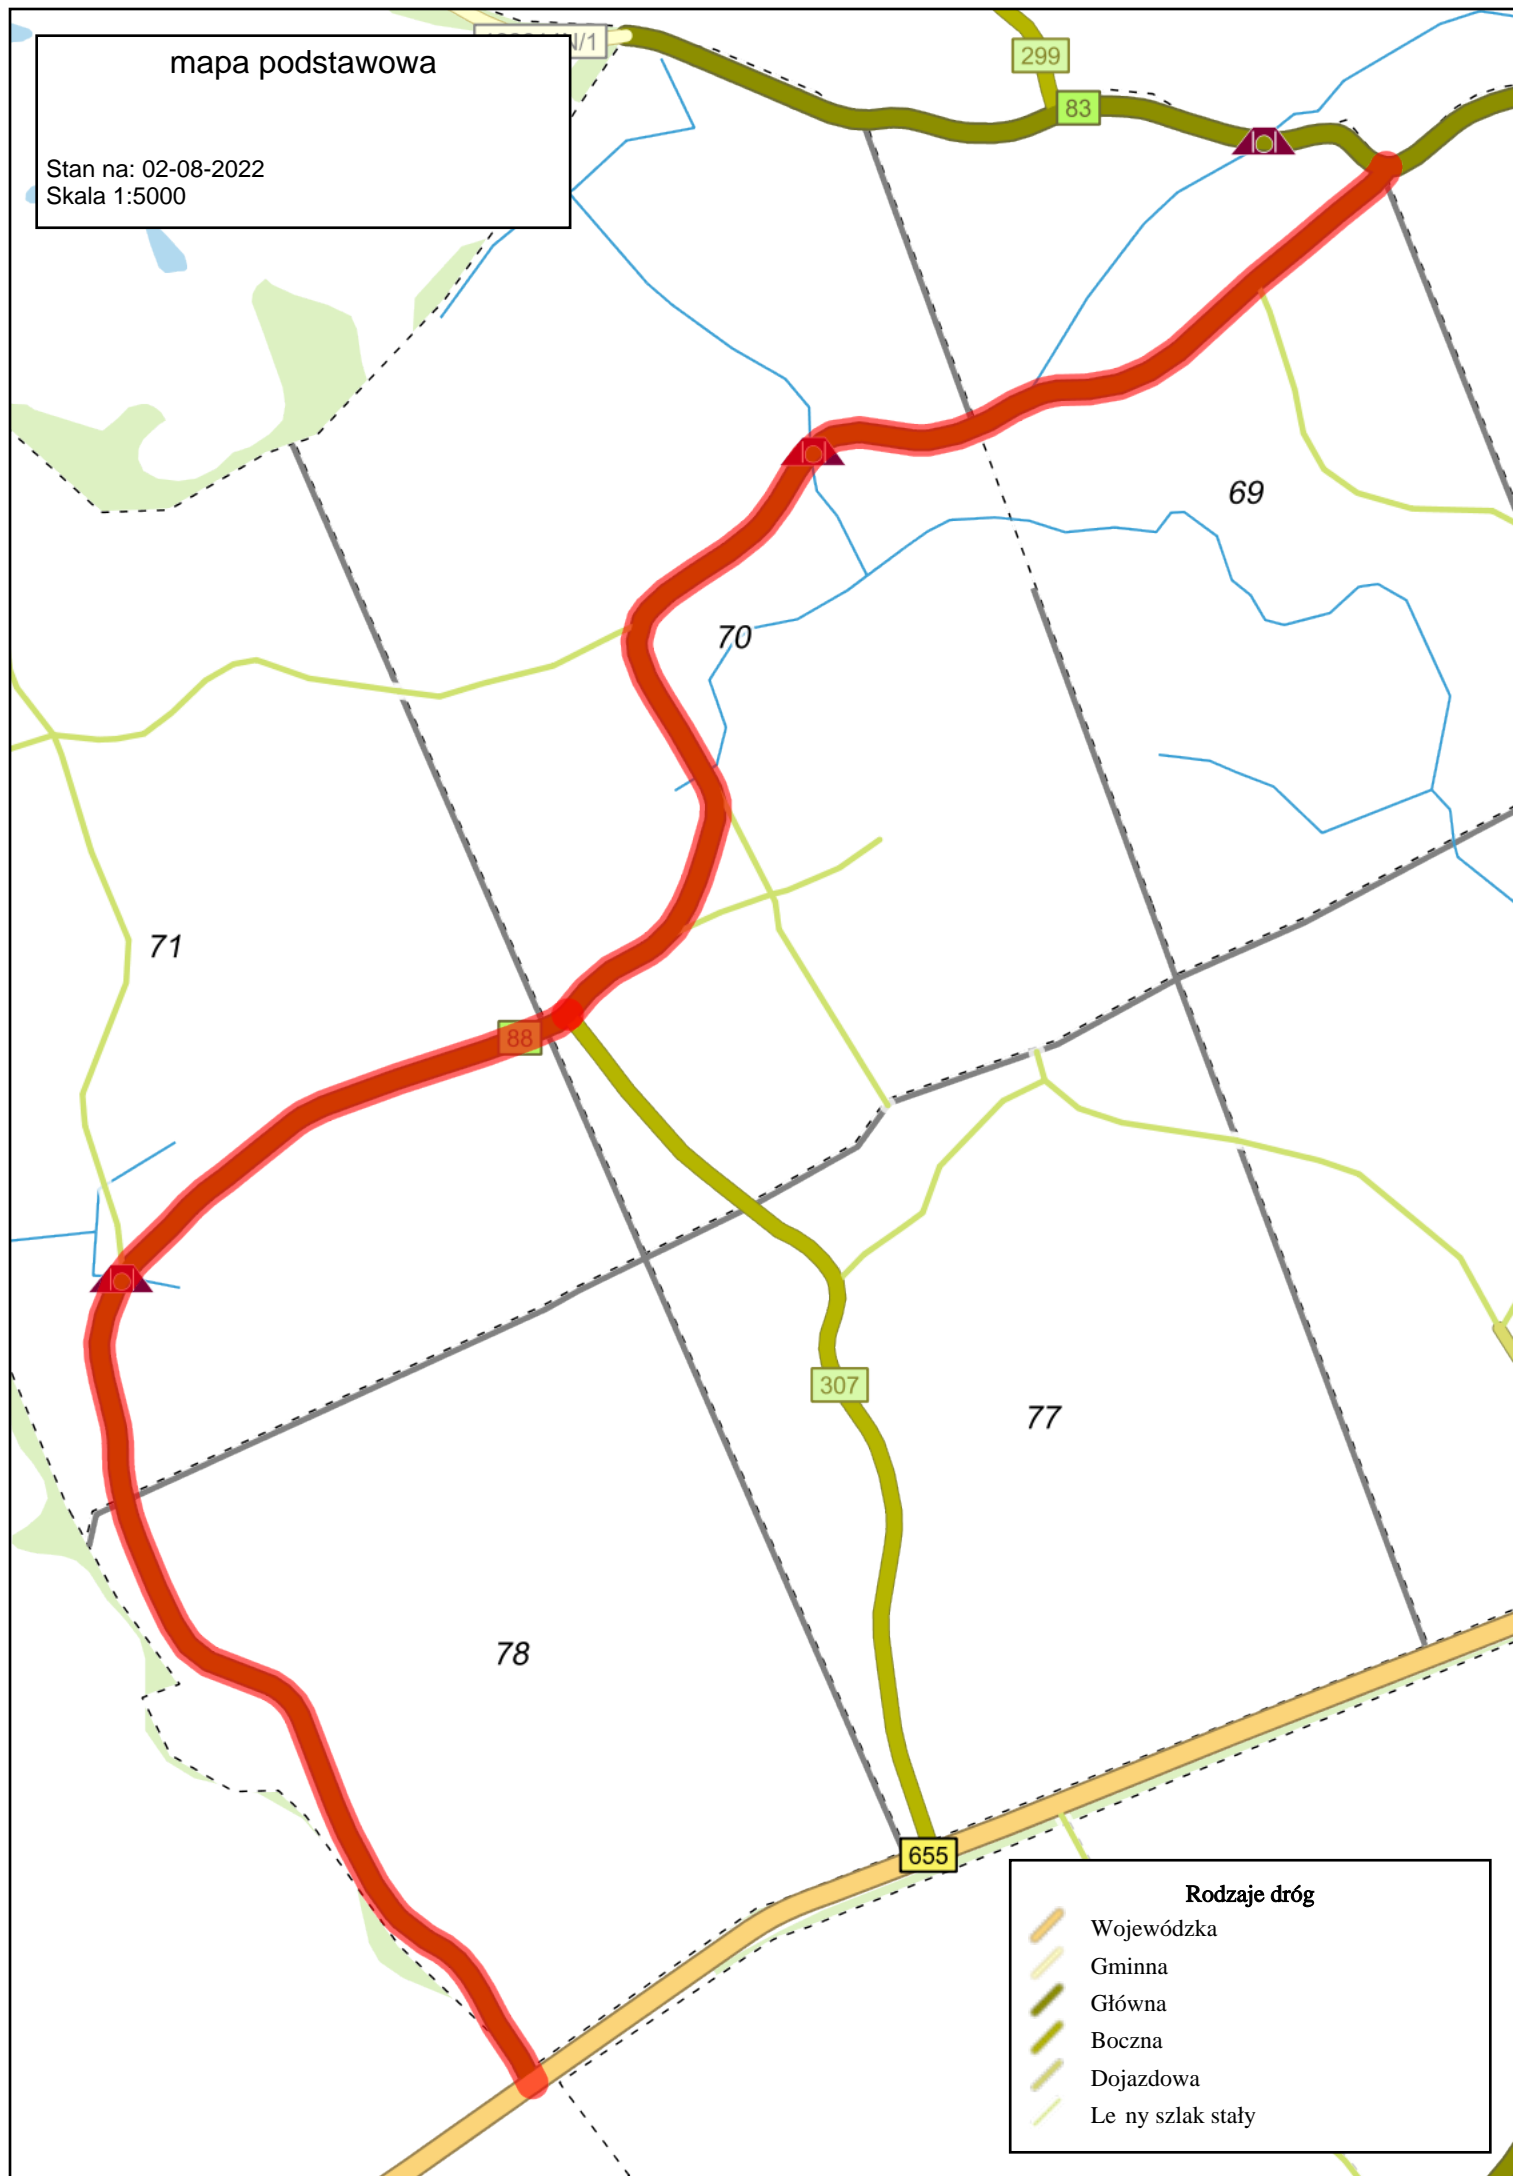 mapa podstawowa
Stan na: 02-08-2022
Skala 1:5000
N/1
299
83
69
70
71
88
307
77
78
655
Rodzaje dróg
Wojewódzka
Gminna
Główna
Boczna
Dojazdowa
Le ny szlak stały